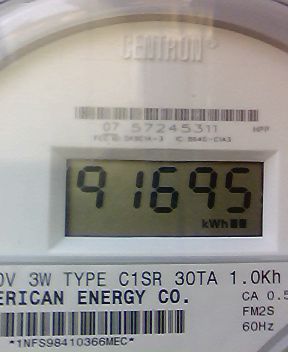 CENTRON®
07 57245311
91695
kWh
0V 3W TYPE C1SR 30TA 1.0Kh
ERICAN ENERGY CO.
CA 0.5
FM2S
60Hz
*1NFS98410366MEC*